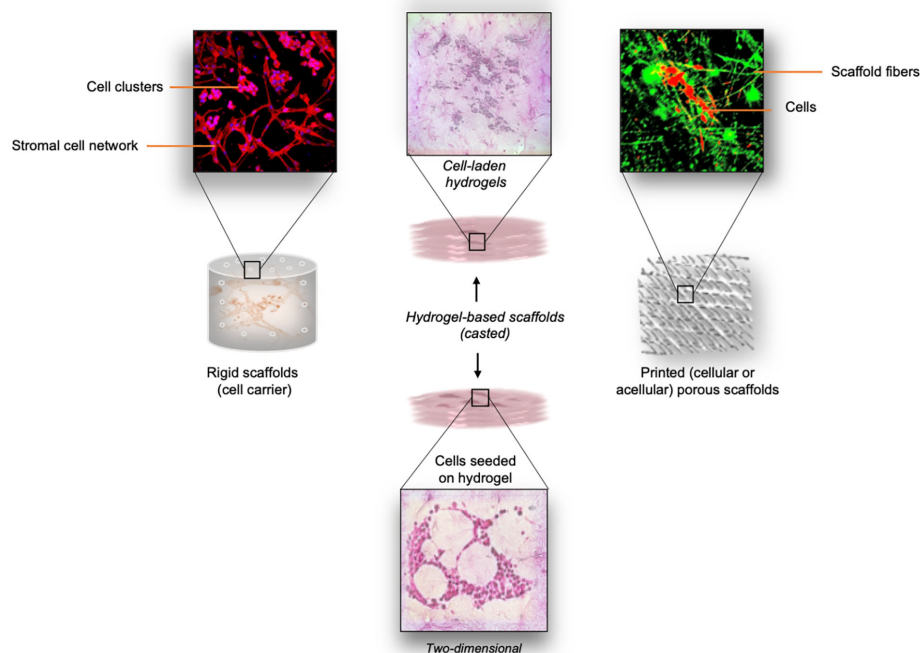 Cell clusters
Stromal cell network
Cell-laden
hydrogels
Scaffold fibers
Cells
Hydrogel-based scaffolds
(casted)
Rigid scaffolds
(cell carrier)
Printed (cellular or
acellular) porous scaffolds
Cells seeded
on hydrogel
Two-dimensional